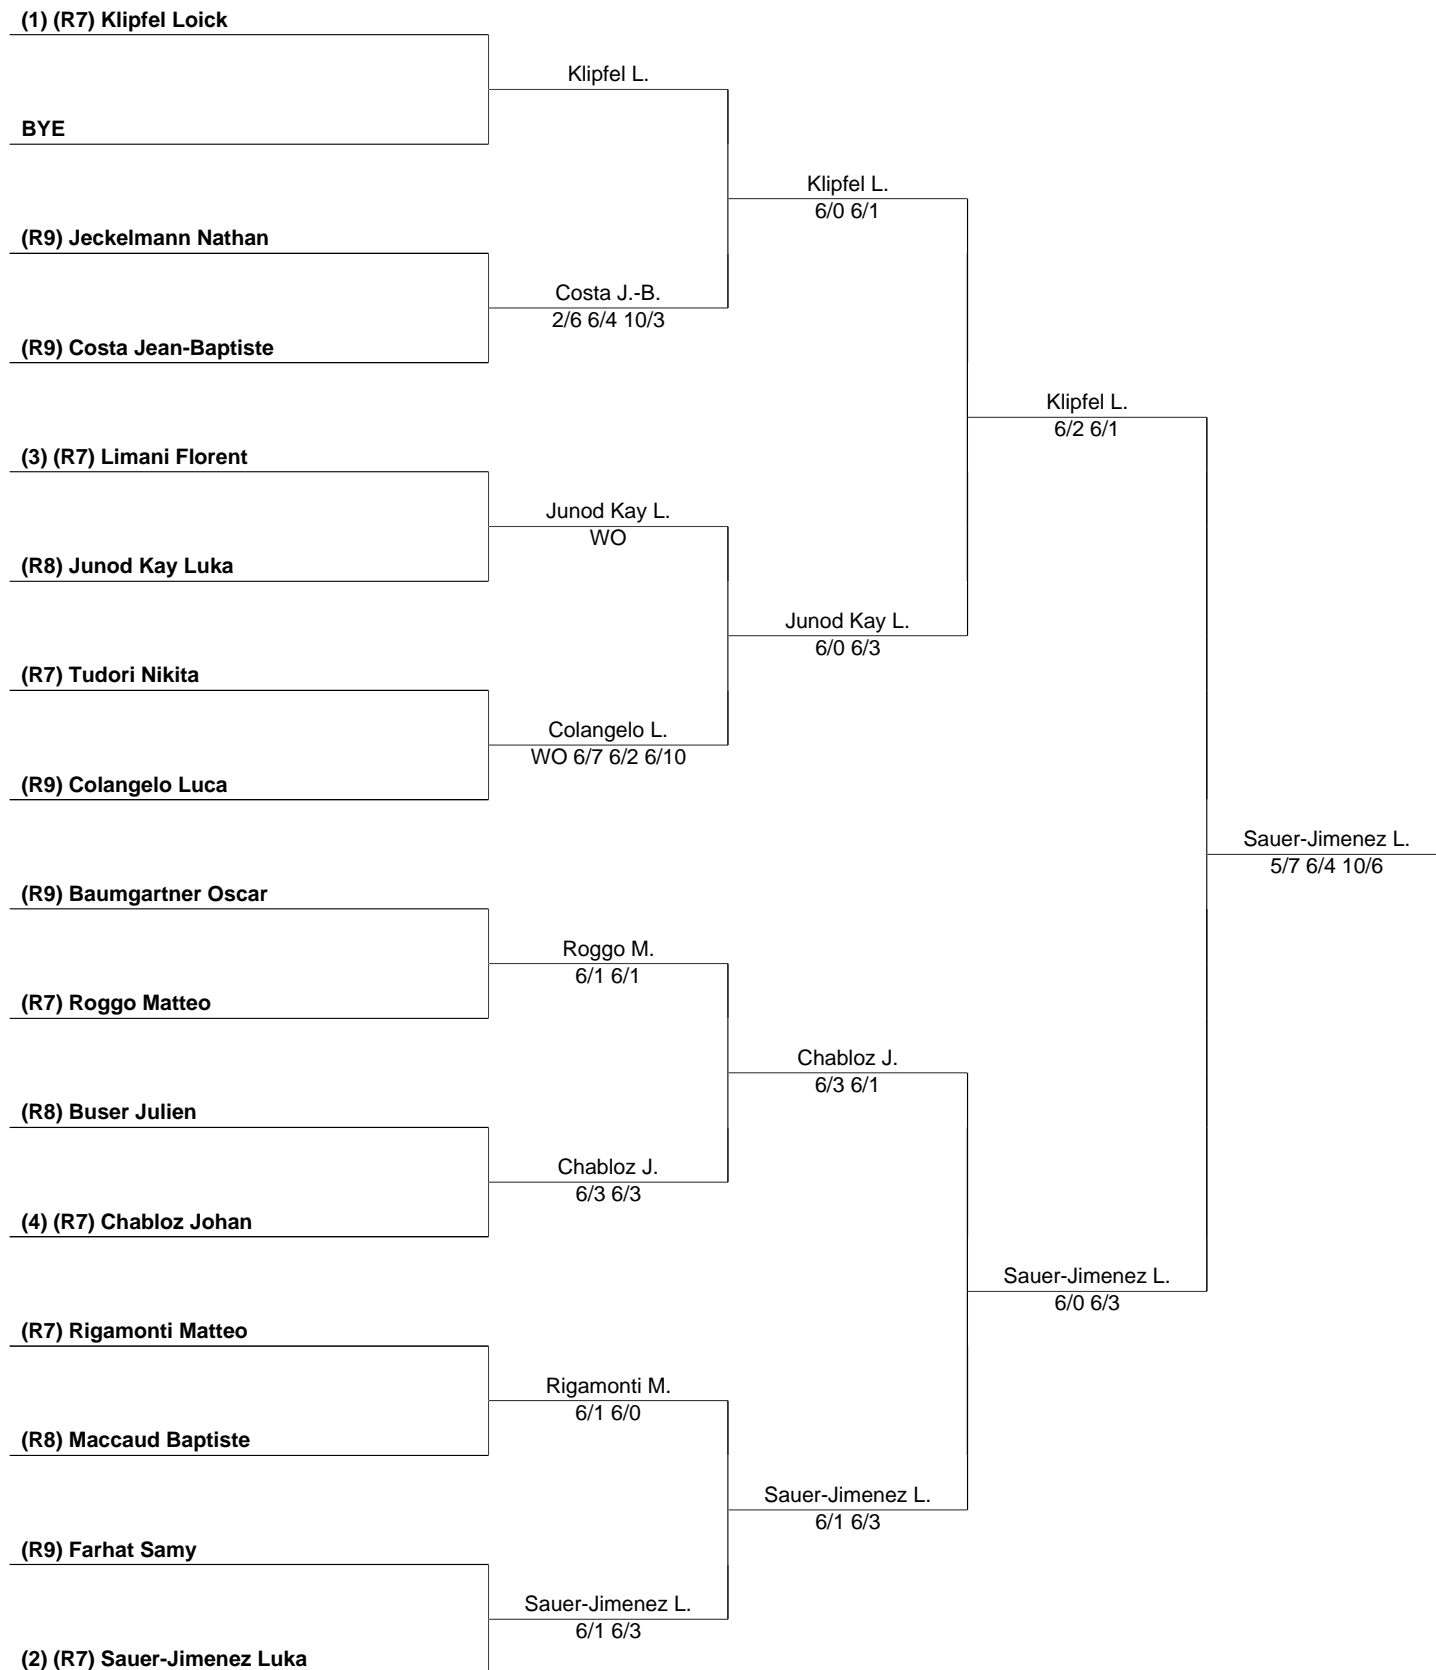 (1) (R7) Klipfel Loick
Klipfel L.
BYE
Klipfel L.
6/0 6/1
(R9) Jeckelmann Nathan
Costa J.-B.
2/6 6/4 10/3
(R9) Costa Jean-Baptiste
Klipfel L.
6/2 6/1
(3) (R7) Limani Florent
Junod Kay L.
WO
(R8) Junod Kay Luka
Junod Kay L.
6/0 6/3
(R7) Tudori Nikita
Colangelo L.
WO 6/7 6/2 6/10
(R9) Colangelo Luca
Sauer-Jimenez L.
5/7 6/4 10/6
(R9) Baumgartner Oscar
Roggo M.
6/1 6/1
(R7) Roggo Matteo
Chabloz J.
6/3 6/1
(R8) Buser Julien
Chabloz J.
6/3 6/3
(4) (R7) Chabloz Johan
Sauer-Jimenez L.
6/0 6/3
(R7) Rigamonti Matteo
Rigamonti M.
6/1 6/0
(R8) Maccaud Baptiste
Sauer-Jimenez L.
6/1 6/3
(R9) Farhat Samy
Sauer-Jimenez L.
6/1 6/3
(2) (R7) Sauer-Jimenez Luka